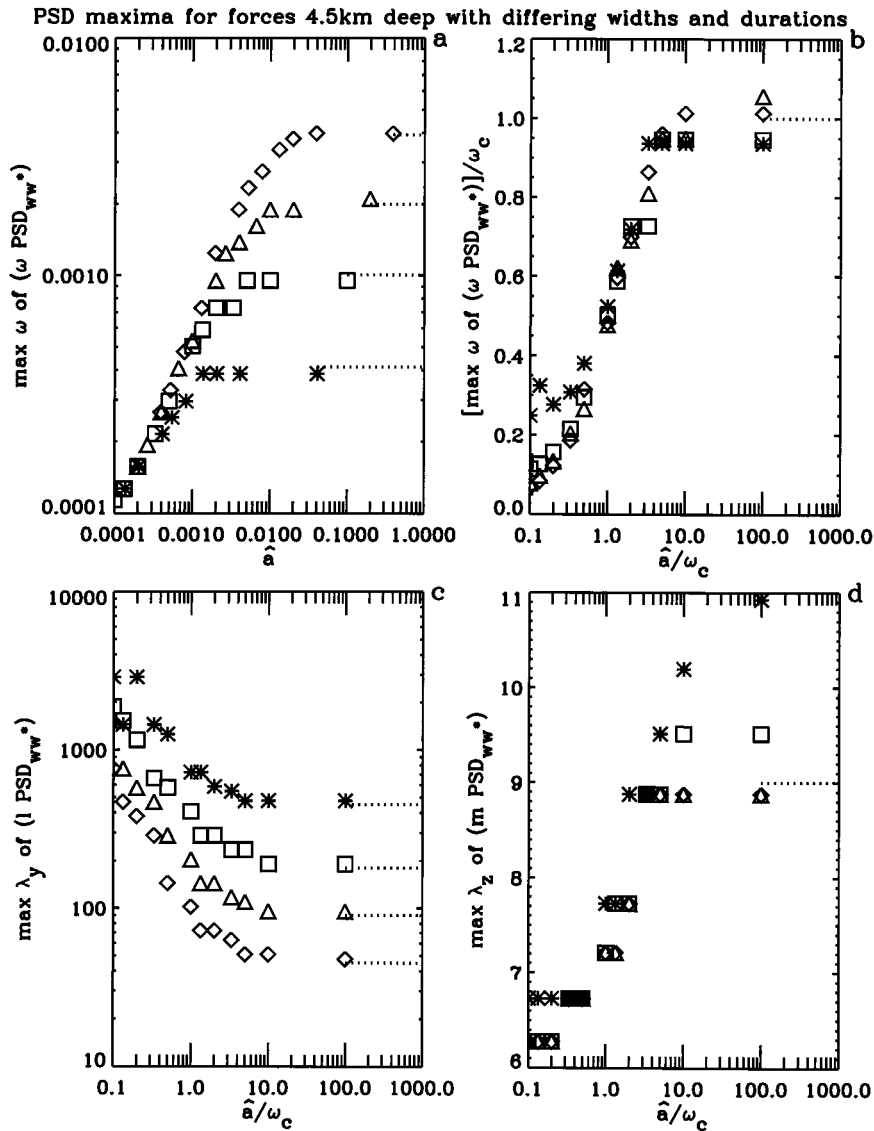 PSD maxima for forces 4.5km deep with differing widths and durations
a
max ω of (ω PSD_ww*)
0.0100
0.0010
0.0001
0.0001 0.0010 0.0100 0.1000 1.0000
â
b
[max ω of (ω PSD_ww*)]/ω_c
1.2
1.0
0.8
0.6
0.4
0.2
0.0
0.1 1.0 10.0 100.0 1000.0
â/ω_c
c
max λ_y of (l PSD_ww*)
10000
1000
100
10
0.1 1.0 10.0 100.0 1000.0
â/ω_c
d
max λ_z of (m PSD_ww*)
11
10
9
8
7
6
0.1 1.0 10.0 100.0 1000.0
â/ω_c